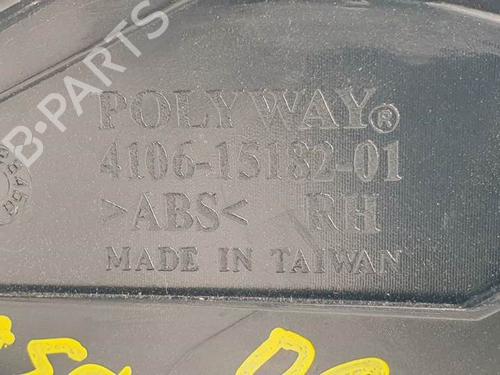 POLYWAY®
4106-15182-01
>ABS< RH
MADE IN TAIWAN
B-PARTS